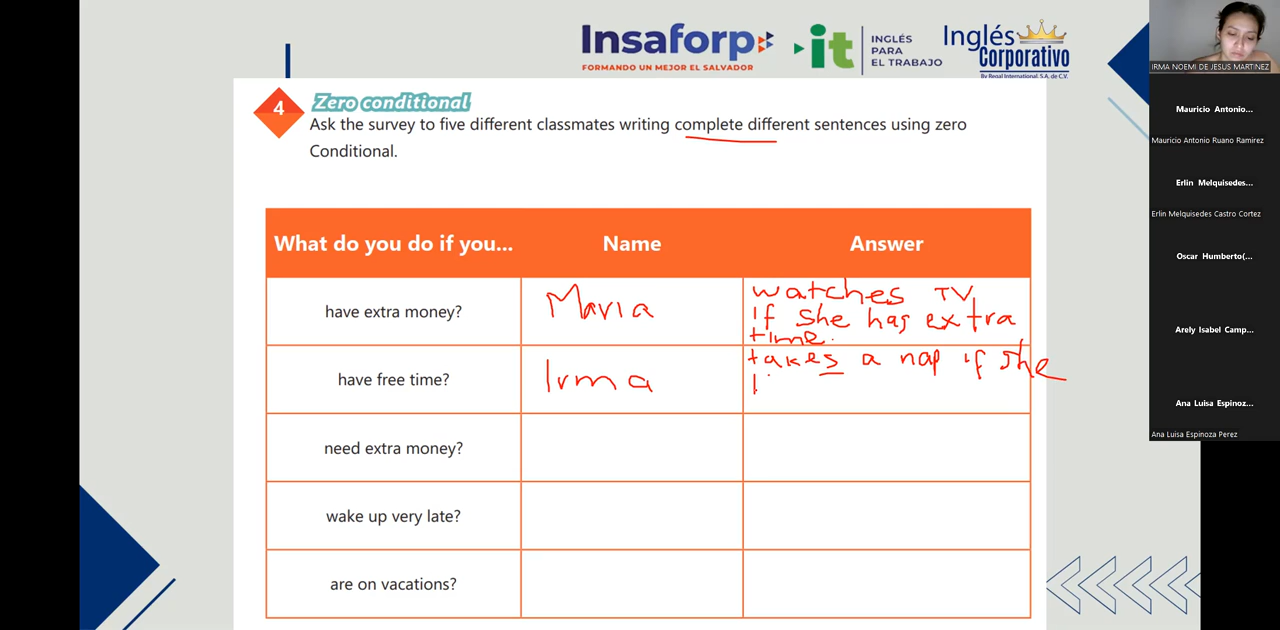 Insaforp
FORMANDO UN MEJOR EL SALVADOR
it
INGLÉS
PARA
EL TRABAJO
Inglés
Corporativo
By Regal International, S.A. de C.V.
IRMA NOEMI DE JESUS MARTINEZ
4
Zero conditional
Ask the survey to five different classmates writing complete different sentences using zero
Conditional.
Mauricio Antonio...
Mauricio Antonio Ruano Ramirez
Erlin Melquisedes...
Erlin Melquisedes Castro Cortez
Oscar Humberto(...
Arely Isabel Camp...
Ana Luisa Espinoz...
Ana Luisa Espinoza Perez
What do you do if you...
Name
Answer
have extra money?
Maria
watches TV
if she has extra
time.
have free time?
Irma
takes a nap if she
need extra money?
wake up very late?
are on vacations?